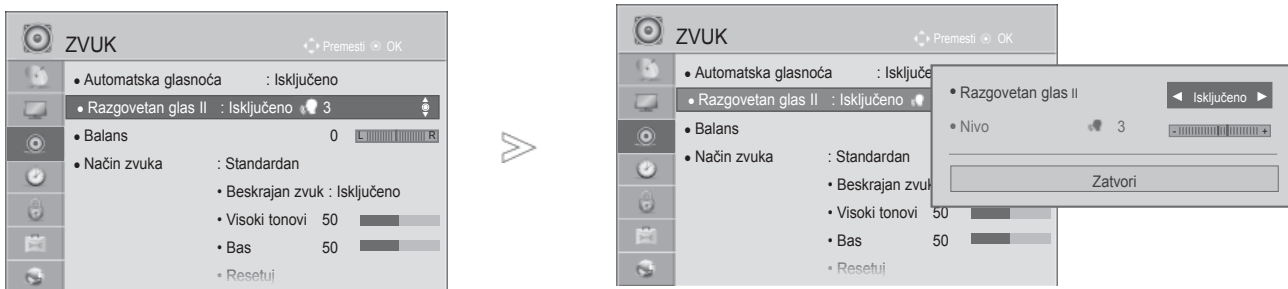 ZVUK Premesti OK
• Automatska glasnoća : Isključeno
• Razgovetan glas II : Isključeno 3
• Balans 0 L R
• Način zvuka : Standardan
• Beskrajan zvuk : Isključeno
• Visoki tonovi 50
• Bas 50
• Resetuj
ZVUK Premesti OK
• Automatska glasnoća : Isključe
• Razgovetan glas II : Isključeno
• Balans
• Način zvuka : Standardan
• Beskrajan zvuk
• Visoki tonovi 50
• Bas 50
• Resetuj
• Razgovetan glas II ◄ Isključeno ►
• Nivo 3 - +
Zatvori